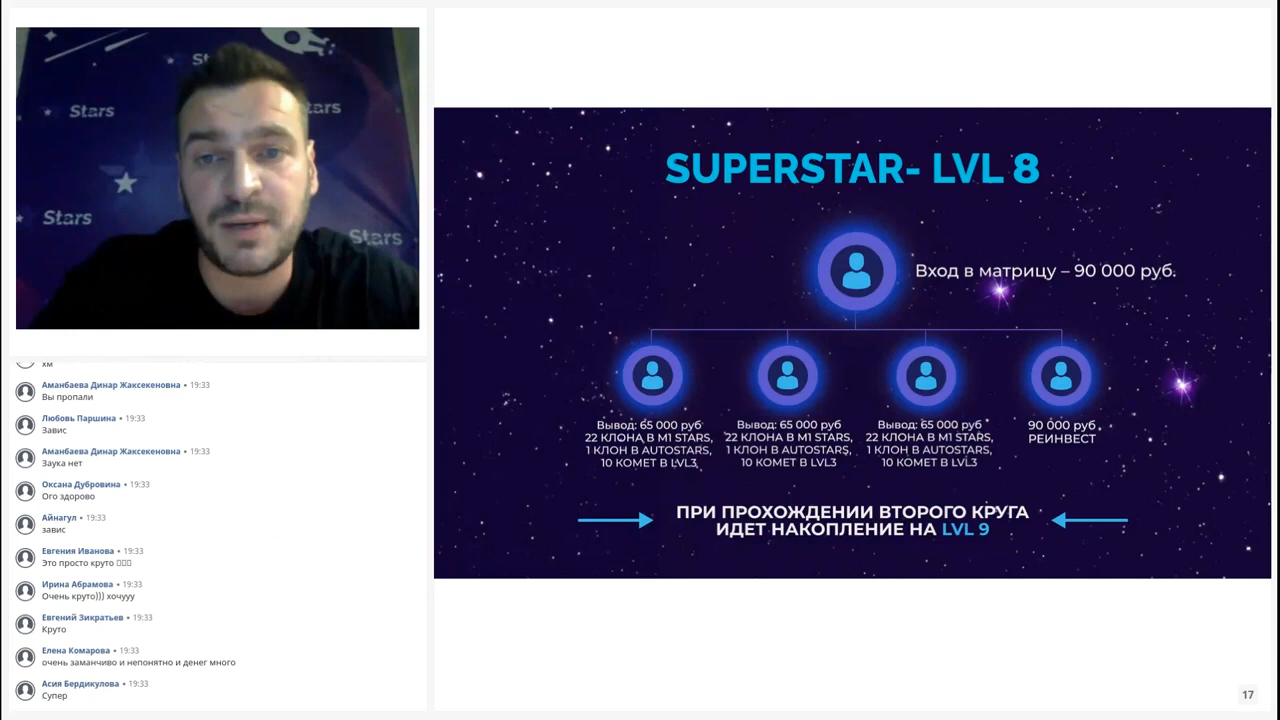 St
Stars
tars
Stars
Stars
хм
Аманбаева Динар Жаксекеновна • 19:33
Вы пропали
Любовь Паршина • 19:33
Завис
Аманбаева Динар Жаксекеновна • 19:33
Заука нет
Оксана Дубровина • 19:33
Ого здорово
Айнагул • 19:33
завис
Евгения Иванова • 19:33
Это просто круто
Ирина Абрамова • 19:33
Очень круто))) хочууу
Евгений Зикратьев • 19:33
Круто
Елена Комарова • 19:33
очень заманчиво и непонятно и денег много
Асия Бердикулова • 19:33
Супер
SUPERSTAR- LVL 8
Вход в матрицу – 90 000 руб.
Вывод: 65 000 руб
22 КЛОНА В М1 STARS,
1 КЛОН В AUTOSTARS,
10 КОМЕТ В LVL3
Вывод: 65 000 руб
22 КЛОНА В М1 STARS,
1 КЛОН В AUTOSTARS,
10 КОМЕТ В LVL3
Вывод: 65 000 руб
22 КЛОНА В М1 STARS,
1 КЛОН В AUTOSTARS,
10 КОМЕТ В LVL3
90 000 руб
РЕИНВЕСТ
ПРИ ПРОХОЖДЕНИИ ВТОРОГО КРУГА
ИДЕТ НАКОПЛЕНИЕ НА LVL 9
17